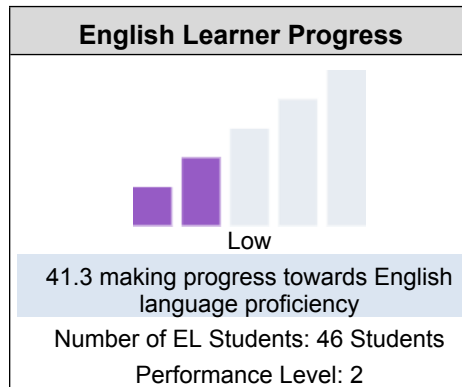 English Learner Progress
Low
41.3 making progress towards English
language proficiency
Number of EL Students: 46 Students
Performance Level: 2